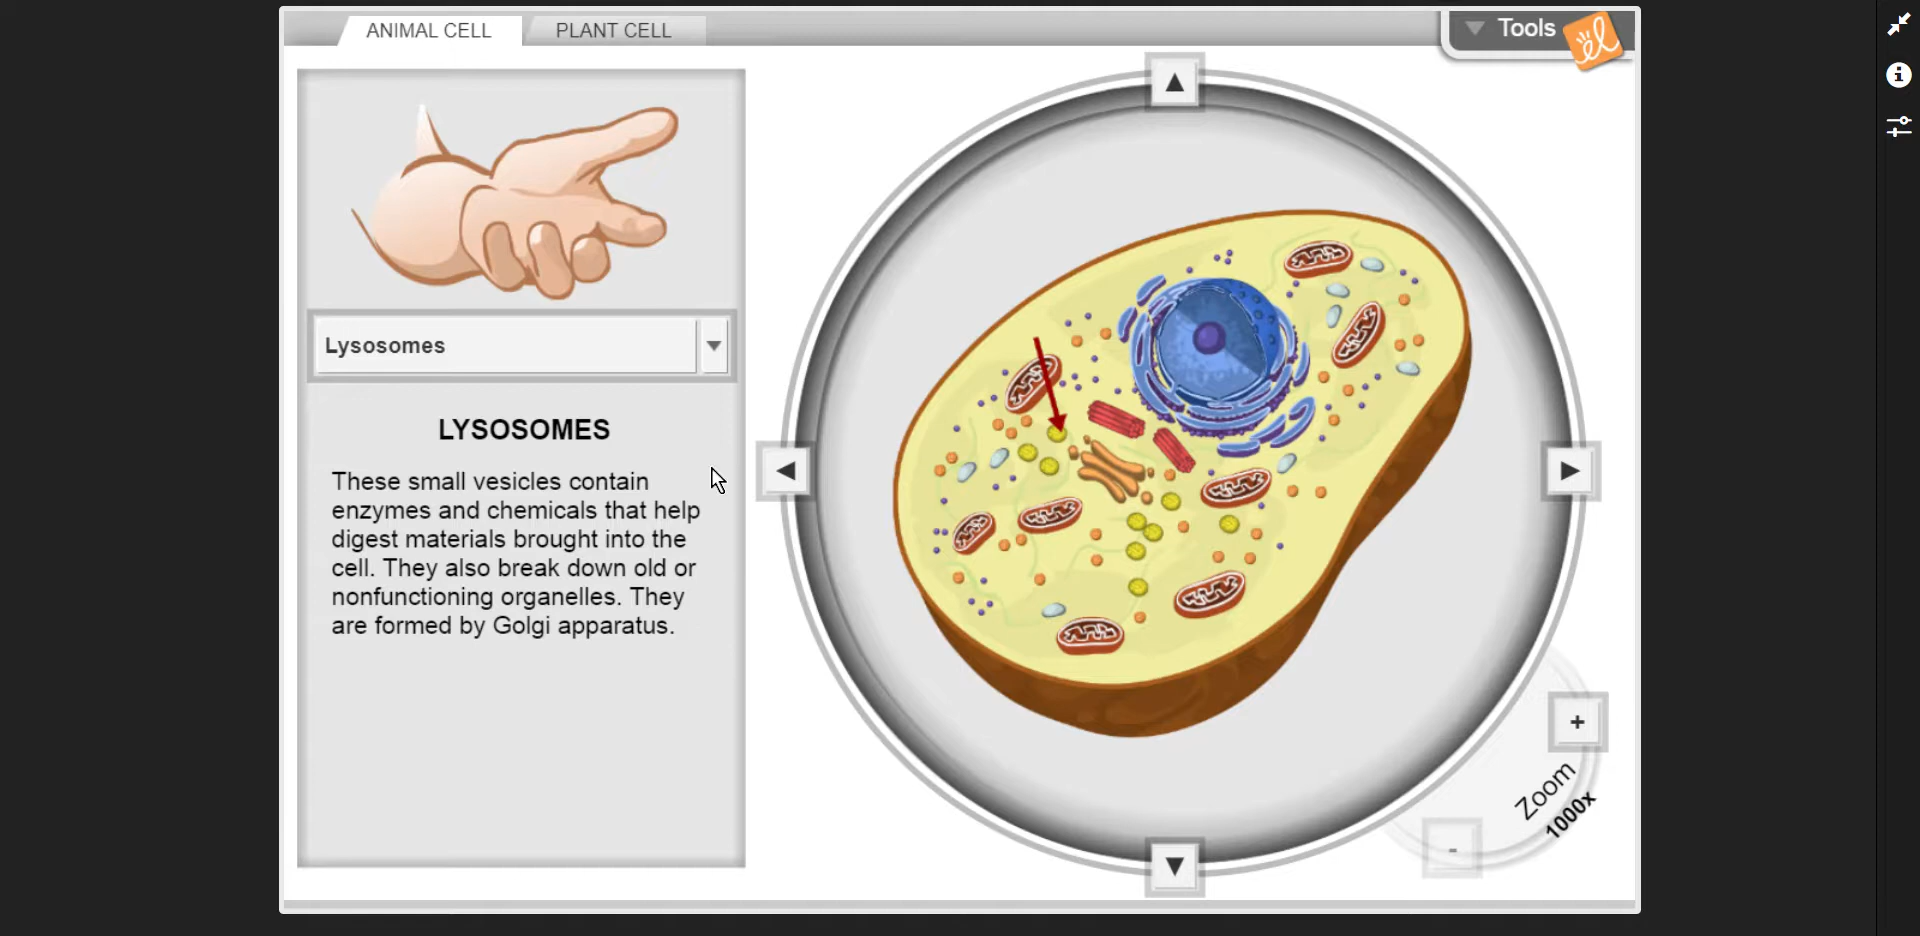 ANIMAL CELL
PLANT CELL
Tools
el
Lysosomes
LYSOSOMES
These small vesicles contain
enzymes and chemicals that help
digest materials brought into the
cell. They also break down old or
nonfunctioning organelles. They
are formed by Golgi apparatus.
+
Zoom
1000x
-